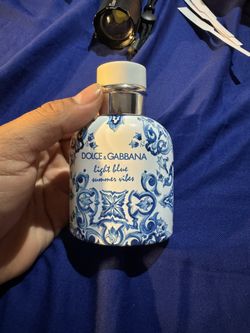 DOLCE & GABBANA
light blue
summer vibes